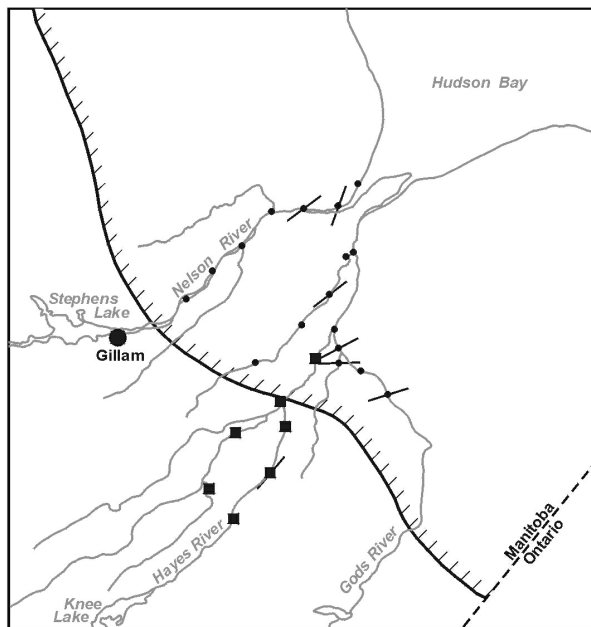 Hudson Bay
Nelson River
Stephens
Lake
Gillam
Manitoba
Ontario
Hayes River
Gods River
Knee
Lake